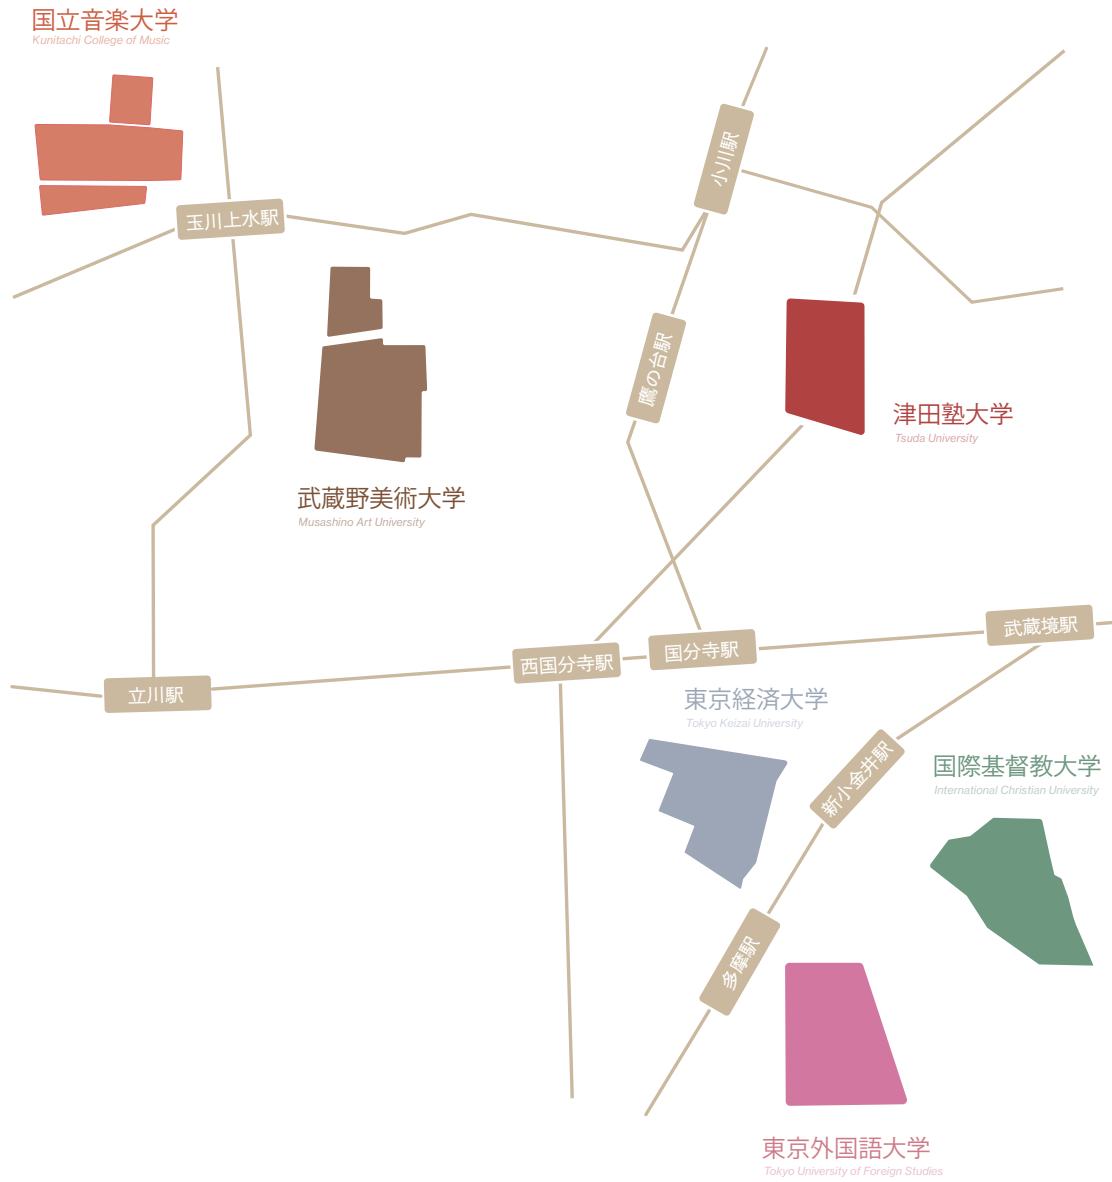 国立音楽大学
Kunitachi College of Music
小川駅
玉川上水駅
鷹の台駅
津田塾大学
Tsuda University
武蔵野美術大学
Musashino Art University
武蔵境駅
国分寺駅
西国分寺駅
立川駅
東京経済大学
Tokyo Keizai University
新小金井駅
国際基督教大学
International Christian University
多摩駅
東京外国語大学
Tokyo University of Foreign Studies